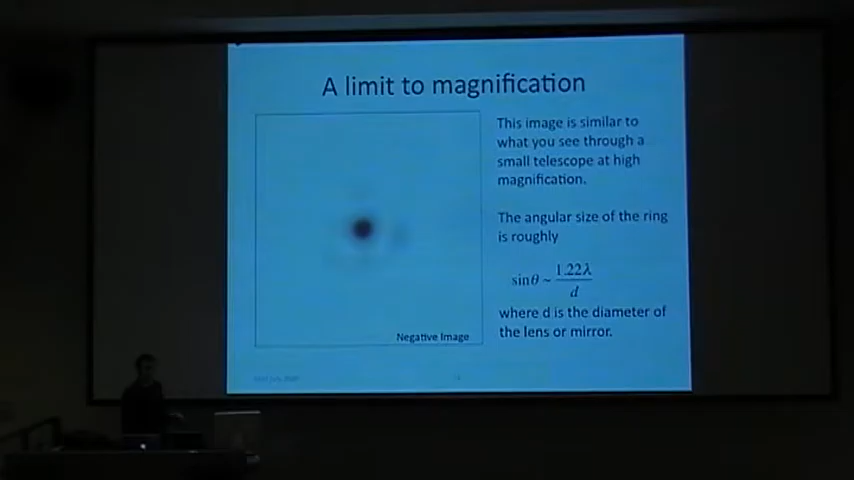 A limit to magnification
This image is similar to
what you see through a
small telescope at high
magnification.
The angular size of the ring
is roughly
sinθ ~ 1.22λ / d
where d is the diameter of
the lens or mirror.
Negative Image